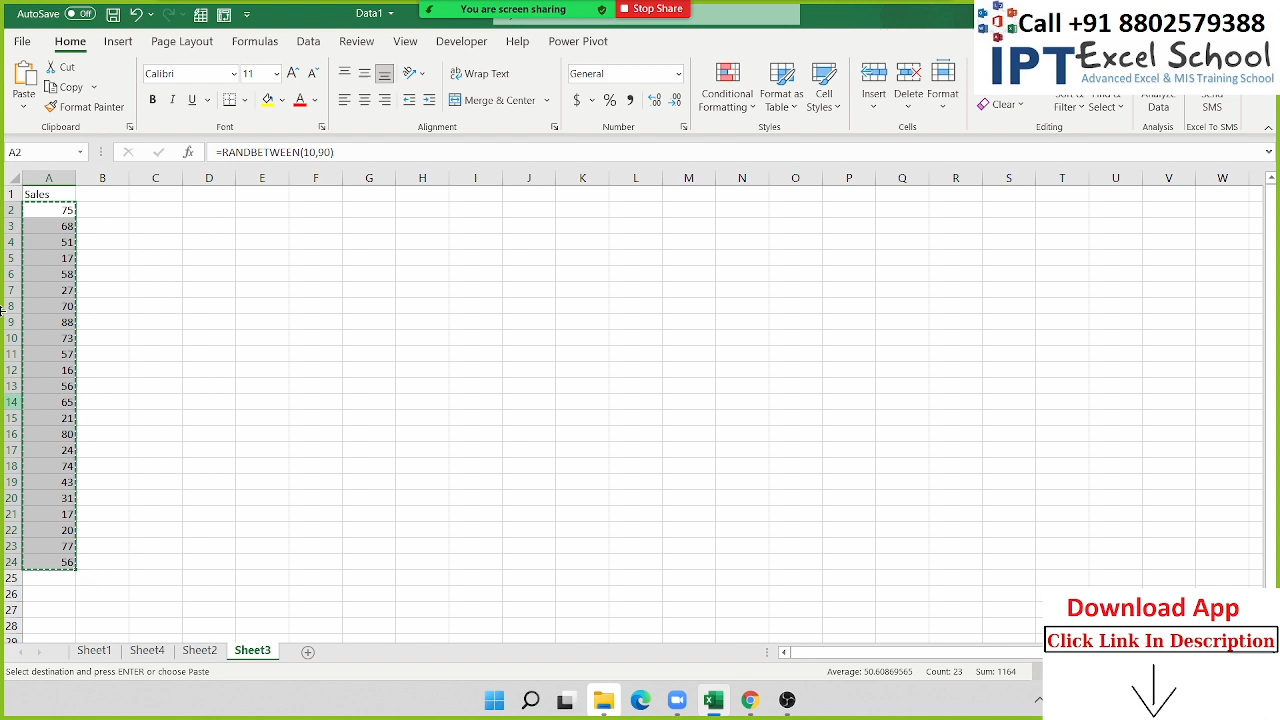 AutoSave Off
Data1
You are screen sharing
Stop Share
Call +91 8802579388
IPT Excel School
Advanced Excel & MIS Training School
File Home Insert Page Layout Formulas Data Review View Developer Help Power Pivot
Paste
Cut
Copy
Format Painter
Clipboard
Calibri 11
B I U
Font
Wrap Text
Merge & Center
Alignment
General
$ % 9
Number
Conditional Formatting
Format as Table
Cell Styles
Styles
Insert Delete Format
Cells
Clear
Sort & Filter
Find & Select
Editing
Analyze Data
Analysis
Send SMS
Excel To SMS
A2 fx =RANDBETWEEN(10,90)
A B C D E F G H I J K L M N O P Q R S T U V W
1 Sales
2 75
3 68
4 51
5 17
6 58
7 27
8 70
9 88
10 73
11 57
12 16
13 56
14 65
15 21
16 80
17 24
18 74
19 43
20 31
21 17
22 20
23 77
24 56
25
26
27
28
29
Sheet1 Sheet4 Sheet2 Sheet3
Select destination and press ENTER or choose Paste
Average: 50.60869565 Count: 23 Sum: 1164
Download App
Click Link In Description